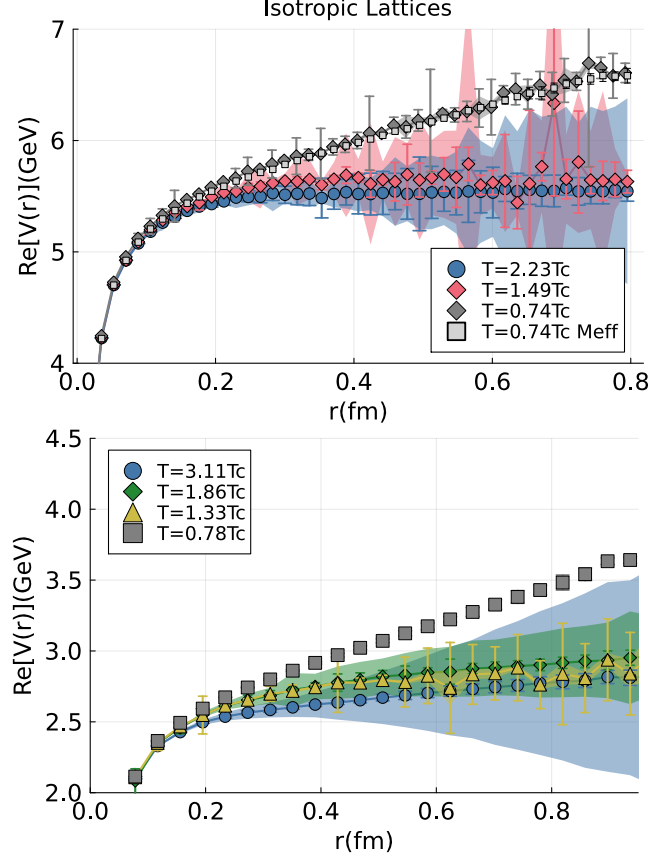 Isotropic Lattices
7
6
5
4
Re[V(r)](GeV)
T=2.23Tc
T=1.49Tc
T=0.74Tc
T=0.74Tc Meff
0.0 0.2 0.4 0.6 0.8
r(fm)
4.5
4.0
3.5
3.0
2.5
2.0
Re[V(r)](GeV)
T=3.11Tc
T=1.86Tc
T=1.33Tc
T=0.78Tc
0.0 0.2 0.4 0.6 0.8
r(fm)